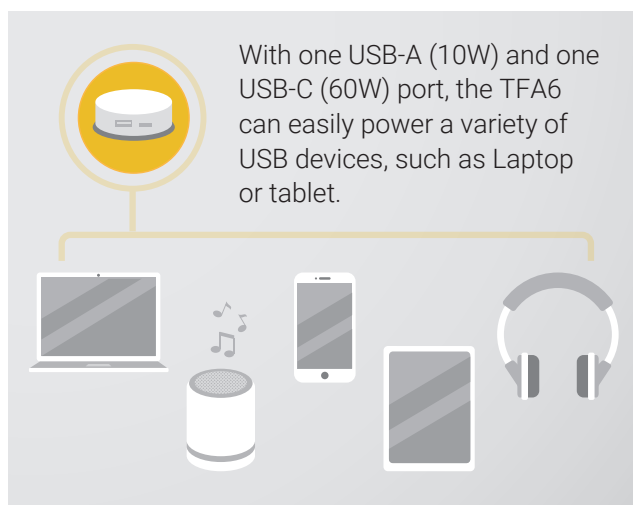 With one USB-A (10W) and one
USB-C (60W) port, the TFA6
can easily power a variety of
USB devices, such as Laptop
or tablet.